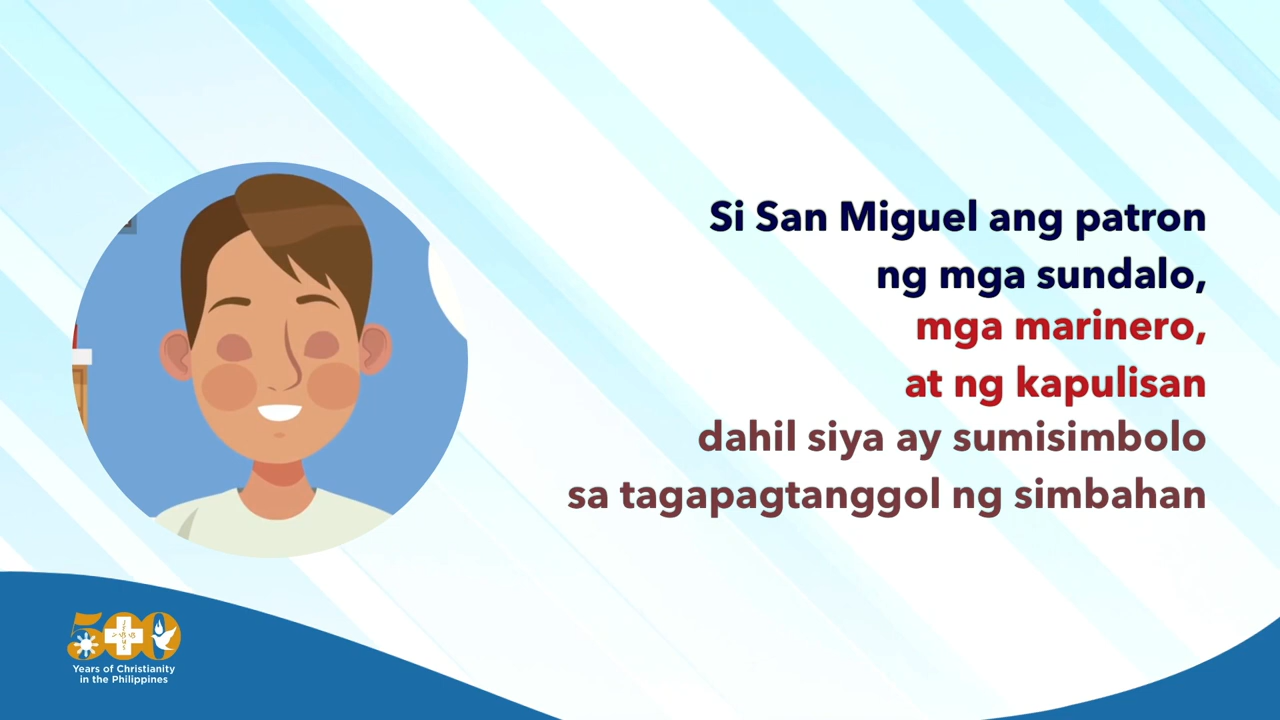 Si San Miguel ang patron
ng mga sundalo,
mga marinero,
at ng kapulisan
dahil siya ay sumisimbolo
sa tagapagtanggol ng simbahan
500
Years of Christianity
in the Philippines